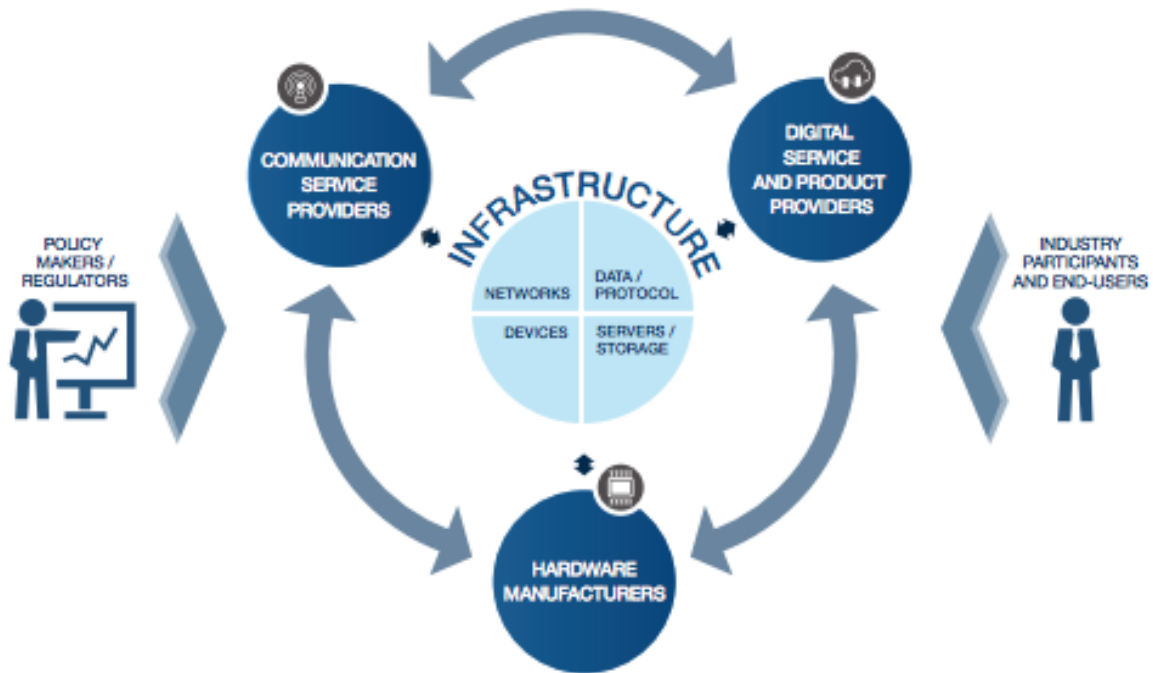 COMMUNICATION
SERVICE
PROVIDERS
DIGITAL
SERVICE
AND PRODUCT
PROVIDERS
INFRASTRUCTURE
NETWORKS
DATA /
PROTOCOL
DEVICES
SERVERS /
STORAGE
POLICY
MAKERS /
REGULATORS
INDUSTRY
PARTICIPANTS
AND END-USERS
HARDWARE
MANUFACTURERS